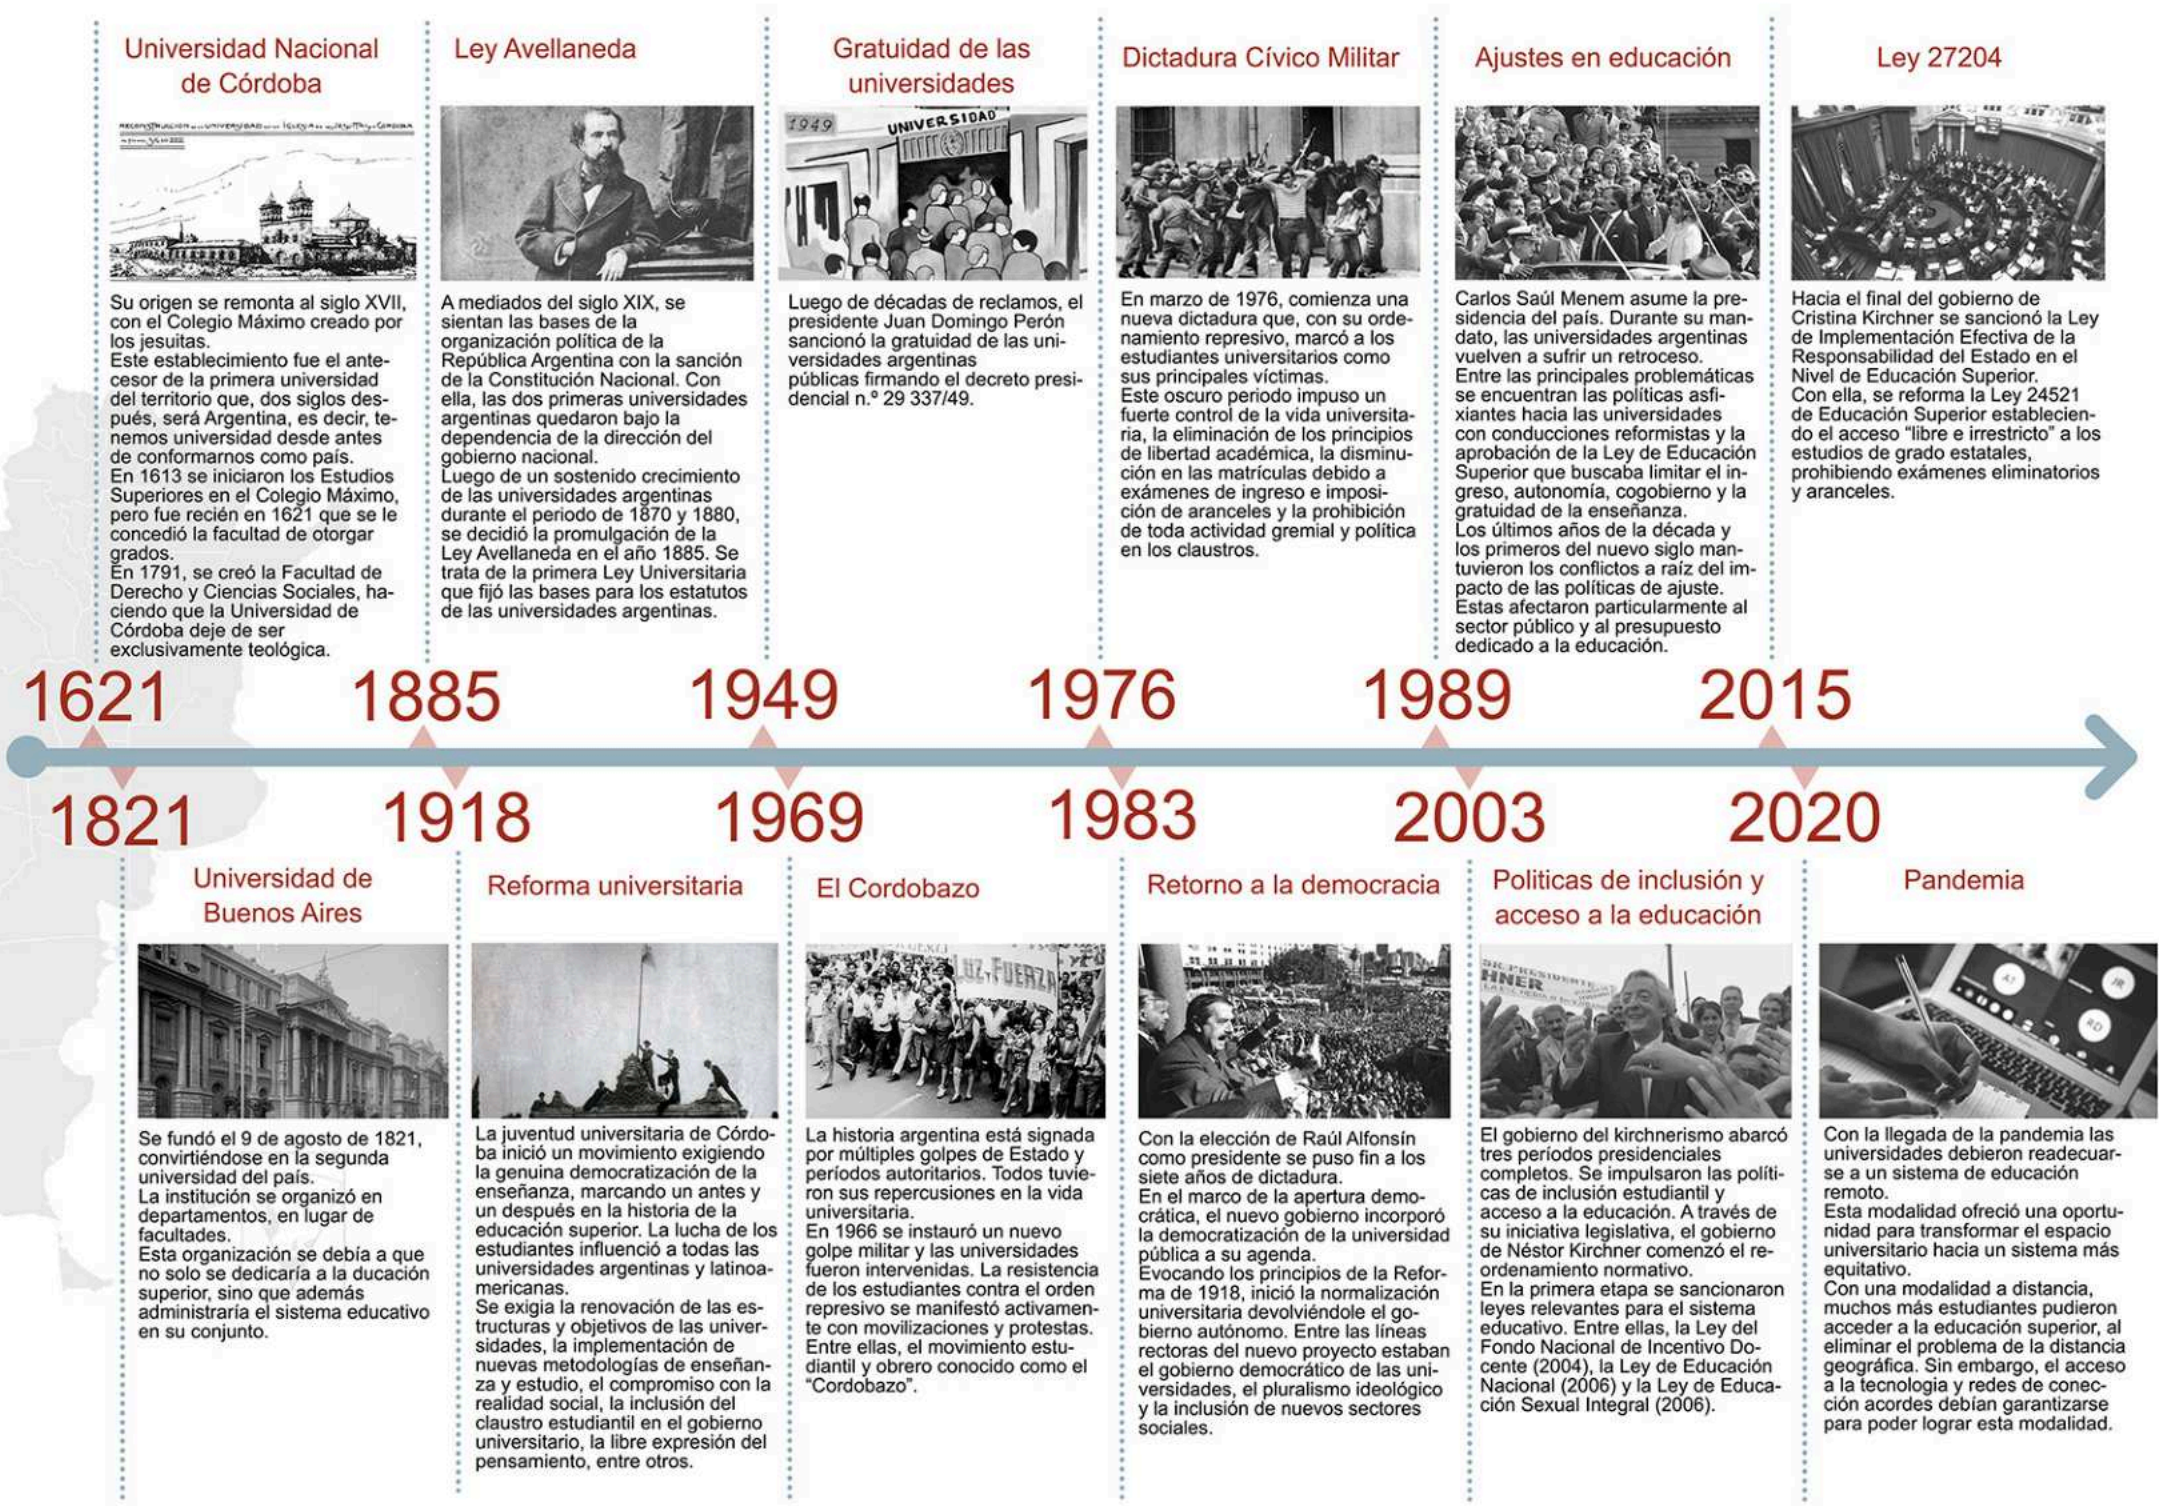 Universidad Nacional
de Córdoba
Su origen se remonta al siglo XVII,
con el Colegio Máximo creado por
los jesuitas.
Este establecimiento fue el ante-
cesor de la primera universidad
del territorio que, dos siglos des-
pués, será Argentina, es decir, te-
nemos universidad desde antes
de conformarnos como país.
En 1613 se iniciaron los Estudios
Superiores en el Colegio Máximo,
pero fue recién en 1621 que se le
concedió la facultad de otorgar
grados.
En 1791, se creó la Facultad de
Derecho y Ciencias Sociales, ha-
ciendo que la Universidad de
Córdoba deje de ser
exclusivamente teológica.
1621
Ley Avellaneda
A mediados del siglo XIX, se
sientan las bases de la
organización política de la
República Argentina con la sanción
de la Constitución Nacional. Con
ella, las dos primeras universidades
argentinas quedaron bajo la
dependencia de la dirección del
gobierno nacional.
Luego de un sostenido crecimiento
de las universidades argentinas
durante el periodo de 1870 y 1880,
se decidió la promulgación de la
Ley Avellaneda en el año 1885. Se
trata de la primera Ley Universitaria
que fijó las bases para los estatutos
de las universidades argentinas.
1885
Gratuidad de las
universidades
1949
UNIVERSIDAD
Luego de décadas de reclamos, el
presidente Juan Domingo Perón
sancionó la gratuidad de las uni-
versidades argentinas
públicas firmando el decreto presi-
dencial n.º 29 337/49.
1949
Dictadura Cívico Militar
En marzo de 1976, comienza una
nueva dictadura que, con su orde-
namiento represivo, marcó a los
estudiantes universitarios como
sus principales víctimas.
Este oscuro periodo impuso un
fuerte control de la vida universita-
ria, la eliminación de los principios
de libertad académica, la disminu-
ción en las matrículas debido a
exámenes de ingreso e imposi-
ción de aranceles y la prohibición
de toda actividad gremial y política
en los claustros.
1976
Ajustes en educación
Carlos Saúl Menem asume la pre-
sidencia del país. Durante su man-
dato, las universidades argentinas
vuelven a sufrir un retroceso.
Entre las principales problemáticas
se encuentran las políticas asfi-
xiantes hacia las universidades
con conducciones reformistas y la
aprobación de la Ley de Educación
Superior que buscaba limitar el in-
greso, autonomía, cogobierno y la
gratuidad de la enseñanza.
Los últimos años de la década y
los primeros del nuevo siglo man-
tuvieron los conflictos a raíz del im-
pacto de las políticas de ajuste.
Estas afectaron particularmente al
sector público y al presupuesto
dedicado a la educación.
1989
Ley 27204
Hacia el final del gobierno de
Cristina Kirchner se sancionó la Ley
de Implementación Efectiva de la
Responsabilidad del Estado en el
Nivel de Educación Superior.
Con ella, se reforma la Ley 24521
de Educación Superior establecien-
do el acceso “libre e irrestricto” a los
estudios de grado estatales,
prohibiendo exámenes eliminatorios
y aranceles.
2015
1821
Universidad de
Buenos Aires
Se fundó el 9 de agosto de 1821,
convirtiéndose en la segunda
universidad del país.
La institución se organizó en
departamentos, en lugar de
facultades.
Esta organización se debía a que
no solo se dedicaría a la ducación
superior, sino que además
administraría el sistema educativo
en su conjunto.
1918
Reforma universitaria
La juventud universitaria de Córdo-
ba inició un movimiento exigiendo
la genuina democratización de la
enseñanza, marcando un antes y
un después en la historia de la
educación superior. La lucha de los
estudiantes influenció a todas las
universidades argentinas y latinoa-
mericanas.
Se exigia la renovación de las es-
tructuras y objetivos de las univer-
sidades, la implementación de
nuevas metodologías de enseñan-
za y estudio, el compromiso con la
realidad social, la inclusión del
claustro estudiantil en el gobierno
universitario, la libre expresión del
pensamiento, entre otros.
1969
El Cordobazo
LUZ Y FUERZA
La historia argentina está signada
por múltiples golpes de Estado y
períodos autoritarios. Todos tuvie-
ron sus repercusiones en la vida
universitaria.
En 1966 se instauró un nuevo
golpe militar y las universidades
fueron intervenidas. La resistencia
de los estudiantes contra el orden
represivo se manifestó activamen-
te con movilizaciones y protestas.
Entre ellas, el movimiento estu-
diantil y obrero conocido como el
“Cordobazo”.
1983
Retorno a la democracia
Con la elección de Raúl Alfonsín
como presidente se puso fin a los
siete años de dictadura.
En el marco de la apertura demo-
crática, el nuevo gobierno incorporó
la democratización de la universidad
pública a su agenda.
Evocando los principios de la Refor-
ma de 1918, inició la normalización
universitaria devolviéndole el go-
bierno autónomo. Entre las líneas
rectoras del nuevo proyecto estaban
el gobierno democrático de las uni-
versidades, el pluralismo ideológico
y la inclusión de nuevos sectores
sociales.
2003
Politicas de inclusión y
acceso a la educación
PRESIDENTE
HNER
El gobierno del kirchnerismo abarcó
tres períodos presidenciales
completos. Se impulsaron las políti-
cas de inclusión estudiantil y
acceso a la educación. A través de
su iniciativa legislativa, el gobierno
de Néstor Kirchner comenzó el re-
ordenamiento normativo.
En la primera etapa se sancionaron
leyes relevantes para el sistema
educativo. Entre ellas, la Ley del
Fondo Nacional de Incentivo Do-
cente (2004), la Ley de Educación
Nacional (2006) y la Ley de Educa-
ción Sexual Integral (2006).
2020
Pandemia
AT
JR
RD
Con la llegada de la pandemia las
universidades debieron readecuar-
se a un sistema de educación
remoto.
Esta modalidad ofreció una oportu-
nidad para transformar el espacio
universitario hacia un sistema más
equitativo.
Con una modalidad a distancia,
muchos más estudiantes pudieron
acceder a la educación superior, al
eliminar el problema de la distancia
geográfica. Sin embargo, el acceso
a la tecnología y redes de conec-
ción acordes debían garantizarse
para poder lograr esta modalidad.